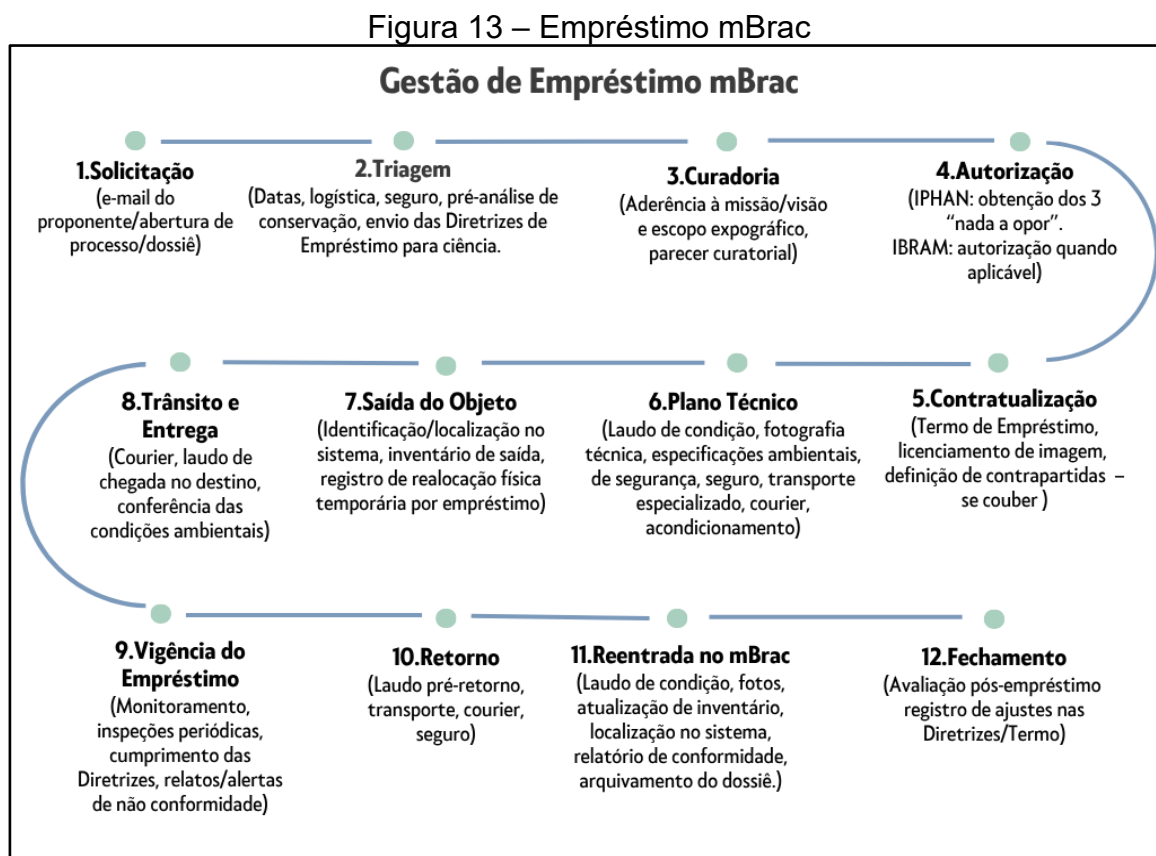 Figura 13 – Empréstimo mBrac
Gestão de Empréstimo mBrac
1.Solicitação
(e-mail do
proponente/abertura de
processo/dossiê)
2.Triagem
(Datas, logística, seguro, pré-análise de
conservação, envio das Diretrizes de
Empréstimo para ciência.
3.Curadoria
(Aderência à missão/visão
e escopo expográfico,
parecer curatorial)
4.Autorização
(IPHAN: obtenção dos 3
“nada a opor”.
IBRAM: autorização quando
aplicável)
5.Contratualização
(Termo de Empréstimo,
licenciamento de imagem,
definição de contrapartidas –
se couber )
6.Plano Técnico
(Laudo de condição, fotografia
técnica, especificações ambientais,
de segurança, seguro, transporte
especializado, courier,
acondicionamento)
7.Saída do Objeto
(Identificação/localização no
sistema, inventário de saída,
registro de realocação física
temporária por empréstimo)
8.Trânsito e
Entrega
(Courier, laudo de
chegada no destino,
conferência das
condições ambientais)
9.Vigência do
Empréstimo
(Monitoramento,
inspeções periódicas,
cumprimento das
Diretrizes, relatos/alertas
de não conformidade)
10.Retorno
(Laudo pré-retorno,
transporte, courier,
seguro)
11.Reentrada no mBrac
(Laudo de condição, fotos,
atualização de inventário,
localização no sistema,
relatório de conformidade,
arquivamento do dossiê.)
12.Fechamento
(Avaliação pós-empréstimo
registro de ajustes nas
Diretrizes/Termo)